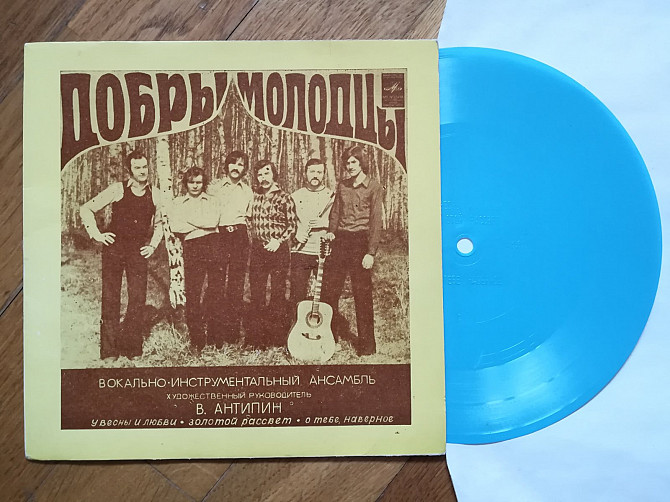 ДОБРЫ МОЛОДЦЫ
ВОКАЛЬНО-ИНСТРУМЕНТАЛЬНЫЙ АНСАМБЛЬ
ХУДОЖЕСТВЕННЫЙ РУКОВОДИТЕЛЬ
В. АНТИПИН
У ВЕСНЫ И ЛЮБВИ • ЗОЛОТОЙ РАССВЕТ • О ТЕБЕ, НАВЕРНОЕ